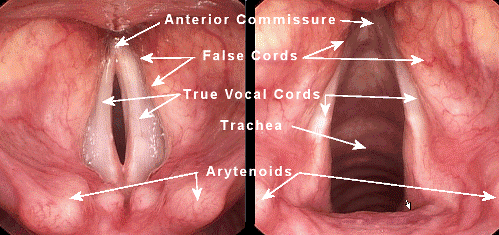 Anterior Commissure
False Cords
True Vocal Cords
Trachea
Arytenoids